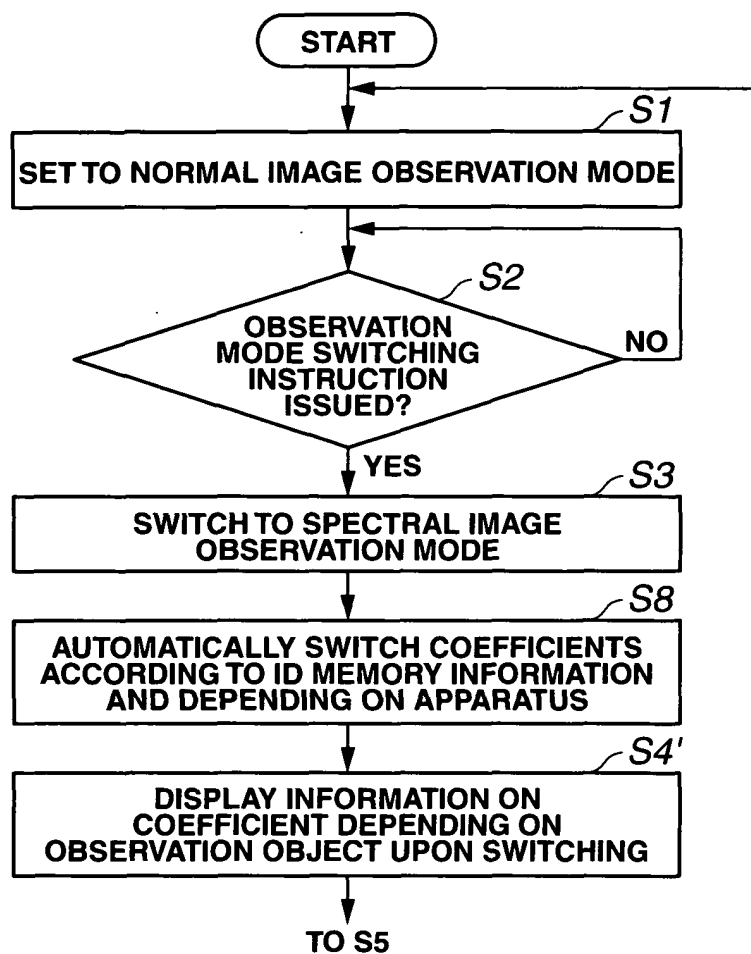 START
S1
SET TO NORMAL IMAGE OBSERVATION MODE
S2
OBSERVATION
MODE SWITCHING
INSTRUCTION
ISSUED?
NO
YES
S3
SWITCH TO SPECTRAL IMAGE
OBSERVATION MODE
S8
AUTOMATICALLY SWITCH COEFFICIENTS
ACCORDING TO ID MEMORY INFORMATION
AND DEPENDING ON APPARATUS
S4'
DISPLAY INFORMATION ON
COEFFICIENT DEPENDING ON
OBSERVATION OBJECT UPON SWITCHING
TO S5